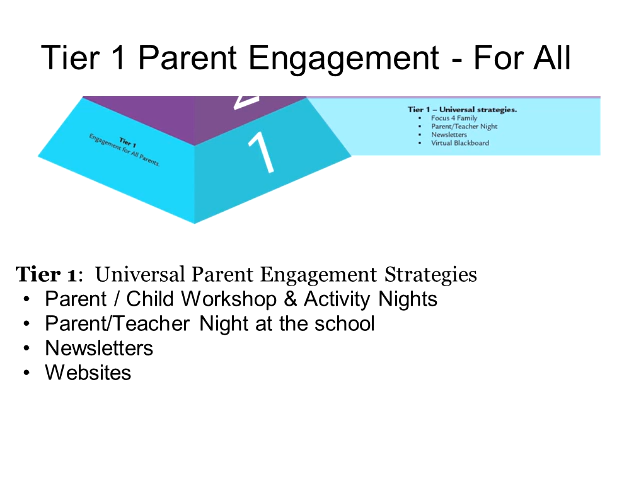 Tier 1 Parent Engagement - For All
2
1
Tier 1
Engagement for All Parents.
Tier 1 – Universal strategies.
• Focus 4 Family
• Parent/Teacher Night
• Newsletters
• Virtual Blackboard
Tier 1:  Universal Parent Engagement Strategies
• Parent / Child Workshop & Activity Nights
• Parent/Teacher Night at the school
• Newsletters
• Websites